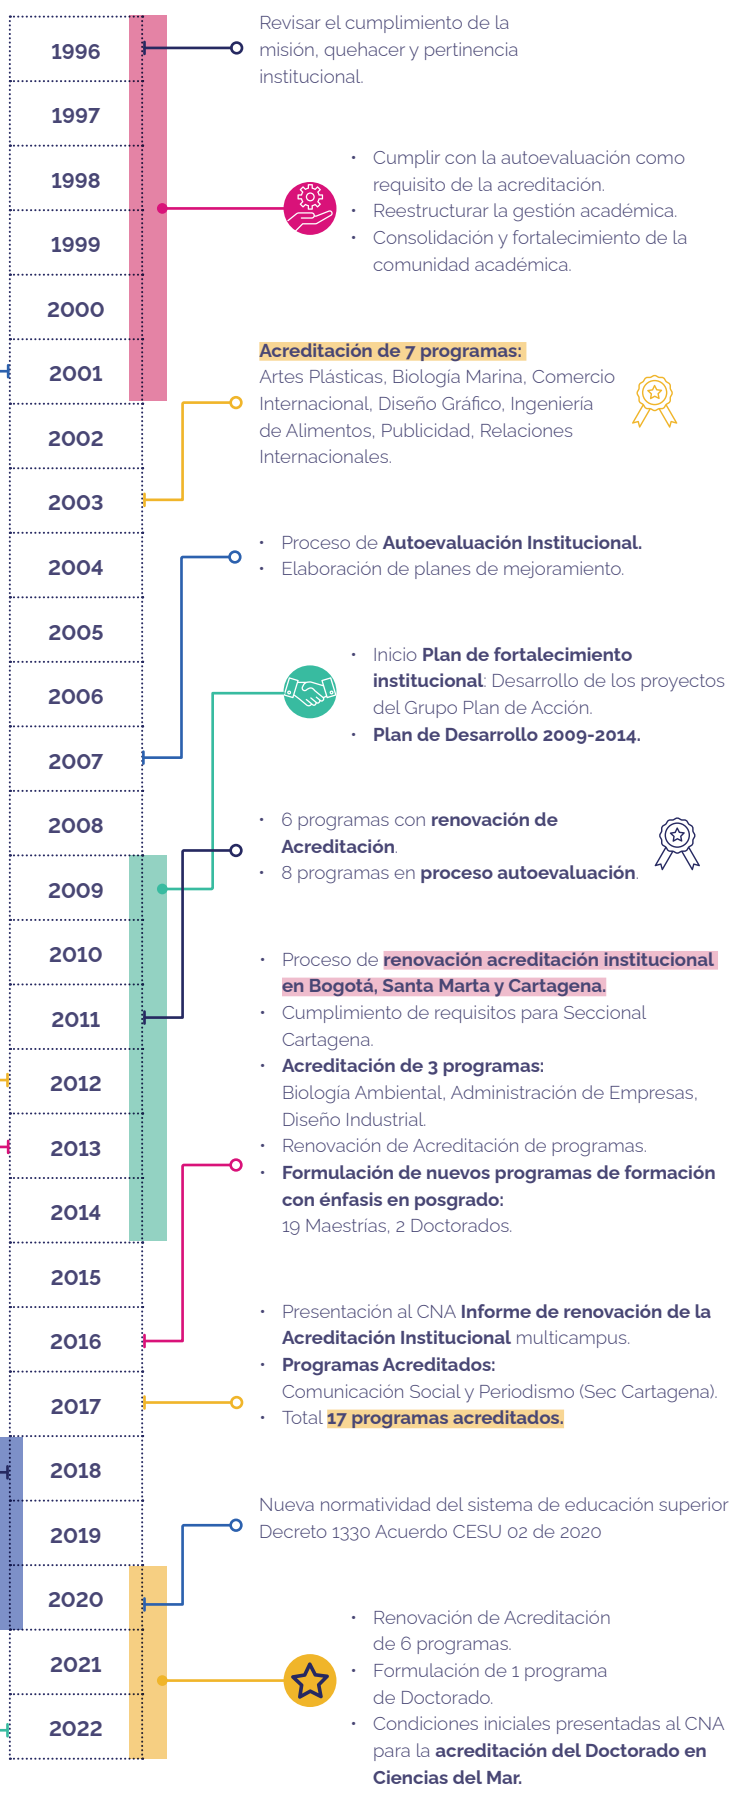 1996
1997
1998
1999
2000
2001
2002
2003
2004
2005
2006
2007
2008
2009
2010
2011
2012
2013
2014
2015
2016
2017
2018
2019
2020
2021
2022
Revisar el cumplimiento de la
misión, quehacer y pertinencia
institucional.
• Cumplir con la autoevaluación como
requisito de la acreditación.
• Reestructurar la gestión académica.
• Consolidación y fortalecimiento de la
comunidad académica.
Acreditación de 7 programas:
Artes Plásticas, Biología Marina, Comercio
Internacional, Diseño Gráfico, Ingeniería
de Alimentos, Publicidad, Relaciones
Internacionales.
• Proceso de Autoevaluación Institucional.
• Elaboración de planes de mejoramiento.
• Inicio Plan de fortalecimiento
institucional: Desarrollo de los proyectos
del Grupo Plan de Acción.
• Plan de Desarrollo 2009-2014.
• 6 programas con renovación de
Acreditación.
• 8 programas en proceso autoevaluación.
• Proceso de renovación acreditación institucional
en Bogotá, Santa Marta y Cartagena.
• Cumplimiento de requisitos para Seccional
Cartagena.
• Acreditación de 3 programas:
Biología Ambiental, Administración de Empresas,
Diseño Industrial.
• Renovación de Acreditación de programas.
• Formulación de nuevos programas de formación
con énfasis en posgrado:
19 Maestrías, 2 Doctorados.
• Presentación al CNA Informe de renovación de la
Acreditación Institucional multicampus.
• Programas Acreditados:
Comunicación Social y Periodismo (Sec Cartagena).
• Total 17 programas acreditados.
Nueva normatividad del sistema de educación superior
Decreto 1330 Acuerdo CESU 02 de 2020
• Renovación de Acreditación
de 6 programas.
• Formulación de 1 programa
de Doctorado.
• Condiciones iniciales presentadas al CNA
para la acreditación del Doctorado en
Ciencias del Mar.